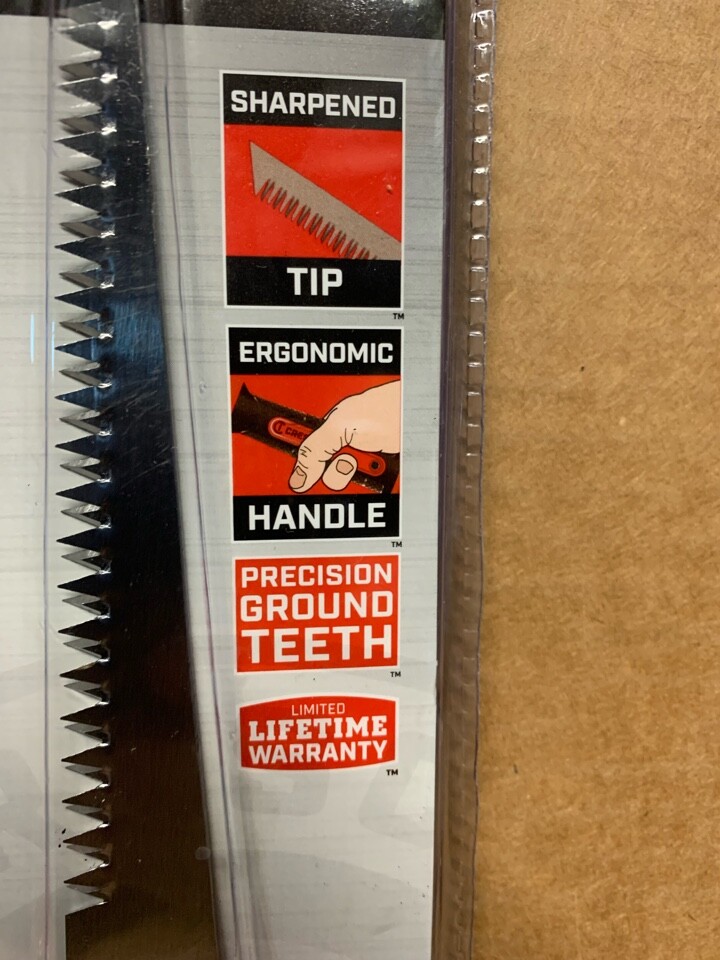 SHARPENED
TIP
TM
ERGONOMIC
HANDLE
TM
PRECISION
GROUND
TEETH
TM
LIMITED
LIFETIME
WARRANTY
TM